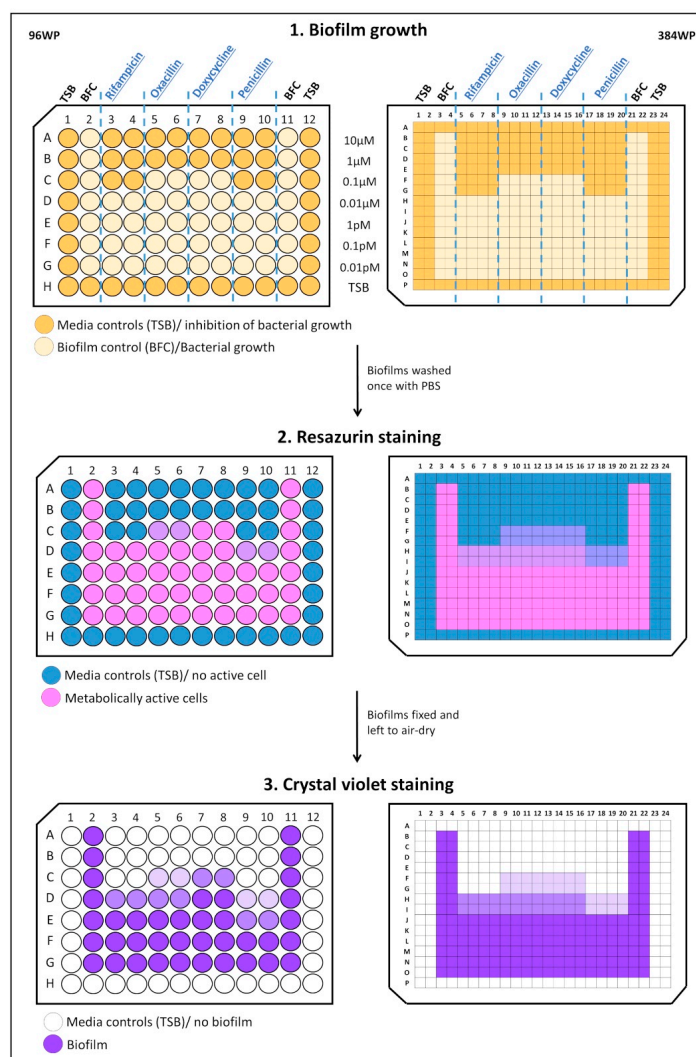 1. Biofilm growth
96WP
384WP
TSB BFC Rifampicin Oxacillin Doxycycline Penicillin BFC TSB
TSB BFC Rifampicin Oxacillin Doxycycline Penicillin BFC TSB
1 2 3 4 5 6 7 8 9 10 11 12
1 2 3 4 5 6 7 8 9 10 11 12 13 14 15 16 17 18 19 20 21 22 23 24
A
B
C
D
E
F
G
H
10µM
1µM
0.1µM
0.01µM
1pM
0.1pM
0.01pM
TSB
A
B
C
D
E
F
G
H
I
J
K
L
M
N
O
P
Media controls (TSB)/ inhibition of bacterial growth
Biofilm control (BFC)/Bacterial growth
Biofilms washed
once with PBS
2. Resazurin staining
1 2 3 4 5 6 7 8 9 10 11 12
1 2 3 4 5 6 7 8 9 10 11 12 13 14 15 16 17 18 19 20 21 22 23 24
A
B
C
D
E
F
G
H
A
B
C
D
E
F
G
H
I
J
K
L
M
N
O
P
Media controls (TSB)/ no active cell
Metabolically active cells
Biofilms fixed and
left to air-dry
3. Crystal violet staining
1 2 3 4 5 6 7 8 9 10 11 12
1 2 3 4 5 6 7 8 9 10 11 12 13 14 15 16 17 18 19 20 21 22 23 24
A
B
C
D
E
F
G
H
A
B
C
D
E
F
G
H
I
J
K
L
M
N
O
P
Media controls (TSB)/ no biofilm
Biofilm